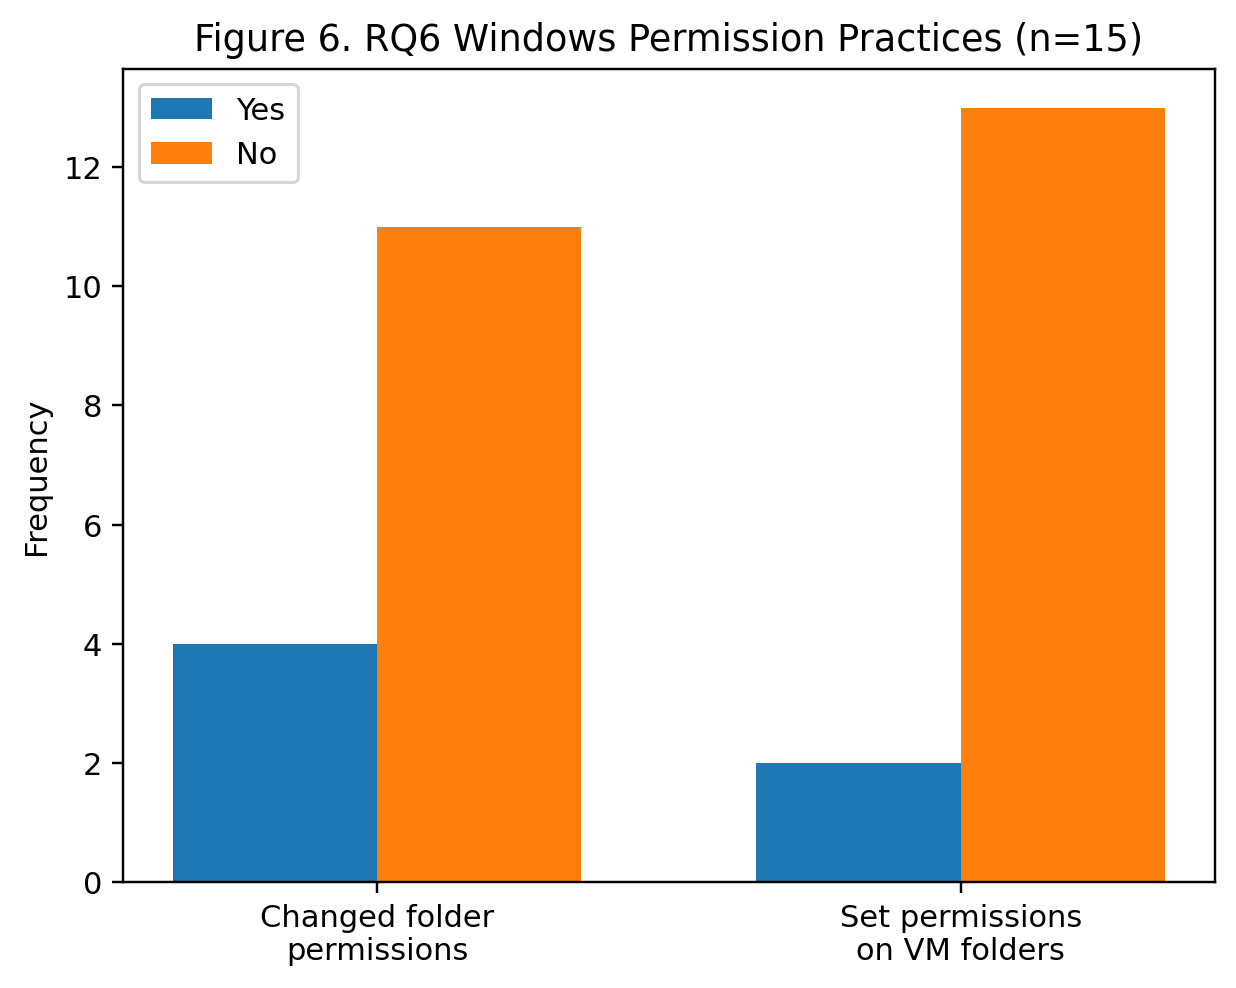 Figure 6. RQ6 Windows Permission Practices (n=15)
Yes
No
12
10
8
6
4
2
0
Frequency
Changed folder
permissions
Set permissions
on VM folders